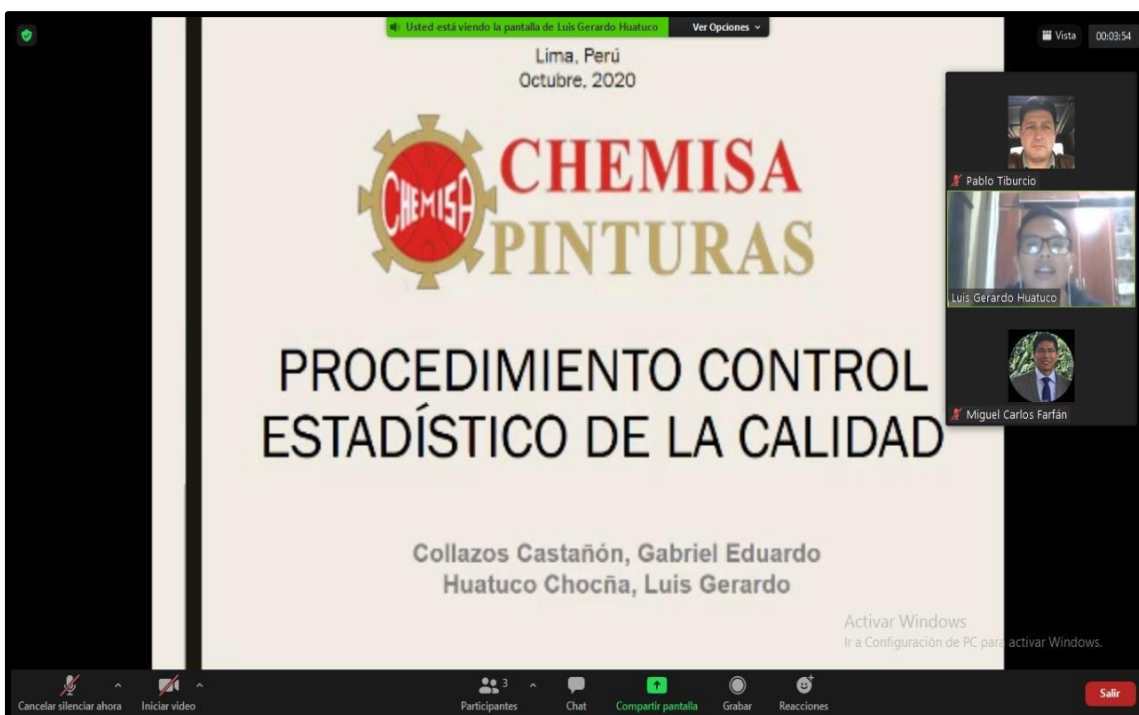 Usted está viendo la pantalla de Luis Gerardo Huatuco
Ver Opciones
Vista
00:03:54
Lima, Perú
Octubre, 2020
CHEMISA
CHEMISA
PINTURAS
PROCEDIMIENTO CONTROL
ESTADÍSTICO DE LA CALIDAD
Collazos Castañón, Gabriel Eduardo
Huatuco Chocña, Luis Gerardo
Pablo Tiburcio
Luis Gerardo Huatuco
Miguel Carlos Farfán
Activar Windows
Ir a Configuración de PC para activar Windows.
Cancelar silenciar ahora
Iniciar video
3
Participantes
Chat
Compartir pantalla
Grabar
Reacciones
Salir